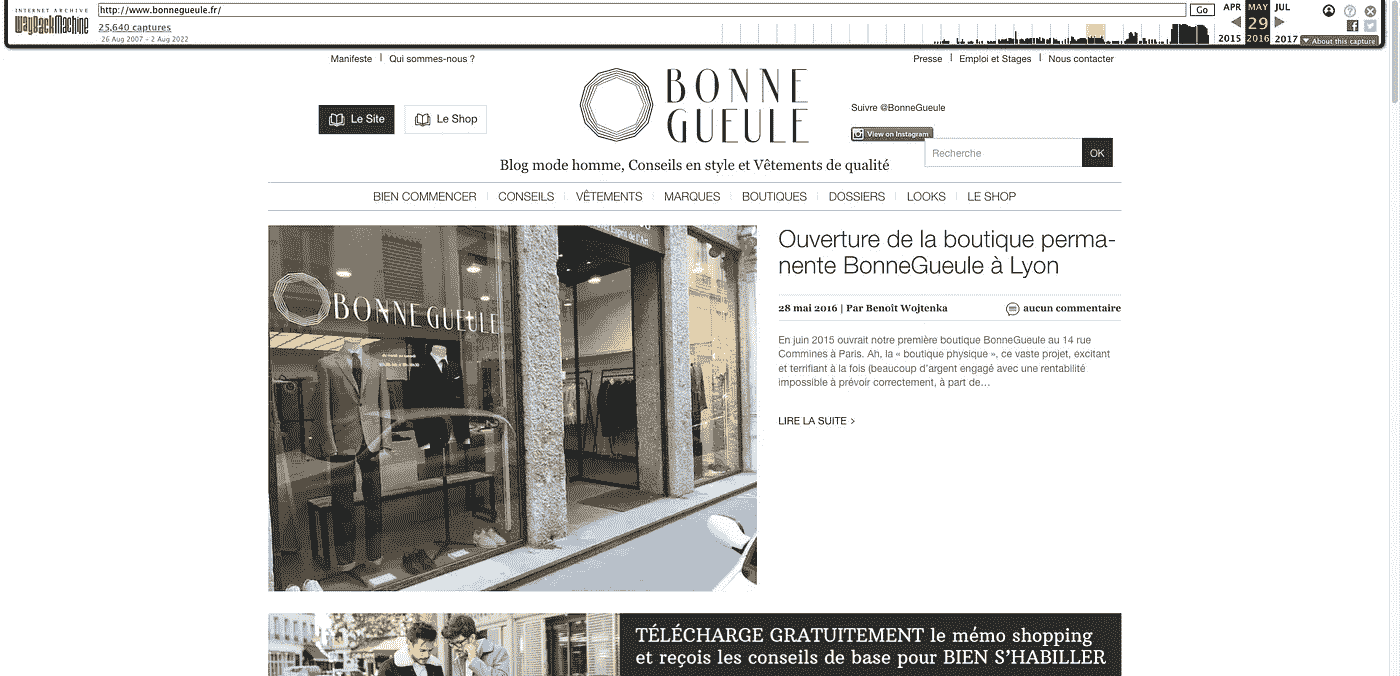 INTERNET ARCHIVE
WayBackMachine
http://www.bonnegueule.fr/
Go
APR MAY JUL
25,640 captures
29
26 Aug 2007 - 2 Aug 2022
2015 2016 2017
About this capture
Manifeste | Qui sommes-nous ?
Presse | Emploi et Stages | Nous contacter
BONNE
GUEULE
Le Site
Le Shop
Suivre @BonneGueule
View on Instagram
Recherche
OK
Blog mode homme, Conseils en style et Vêtements de qualité
BIEN COMMENCER
CONSEILS
VÊTEMENTS
MARQUES
BOUTIQUES
DOSSIERS
LOOKS
LE SHOP
BONNE GUEULE
Ouverture de la boutique perma-
nente BonneGueule à Lyon
28 mai 2016 | Par Benoît Wojtenka
aucun commentaire
En juin 2015 ouvrait notre première boutique BonneGueule au 14 rue
Commines à Paris. Ah, la « boutique physique », ce vaste projet, excitant
et terrifiant à la fois (beaucoup d'argent engagé avec une rentabilité
impossible à prévoir correctement, à part de…
LIRE LA SUITE >
TÉLÉCHARGE GRATUITEMENT le mémo shopping
et reçois les conseils de base pour BIEN S'HABILLER